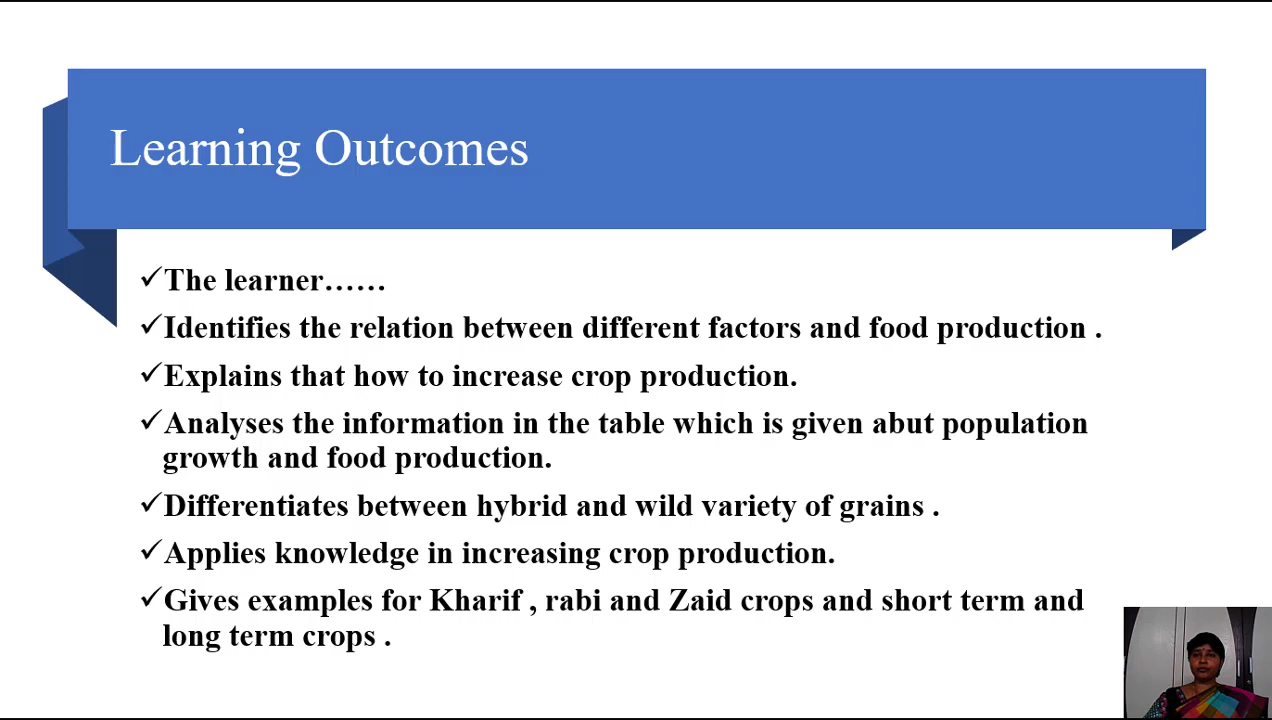 Learning Outcomes
✓The learner……
✓Identifies the relation between different factors and food production .
✓Explains that how to increase crop production.
✓Analyses the information in the table which is given abut population
growth and food production.
✓Differentiates between hybrid and wild variety of grains .
✓Applies knowledge in increasing crop production.
✓Gives examples for Kharif , rabi and Zaid crops and short term and
long term crops .